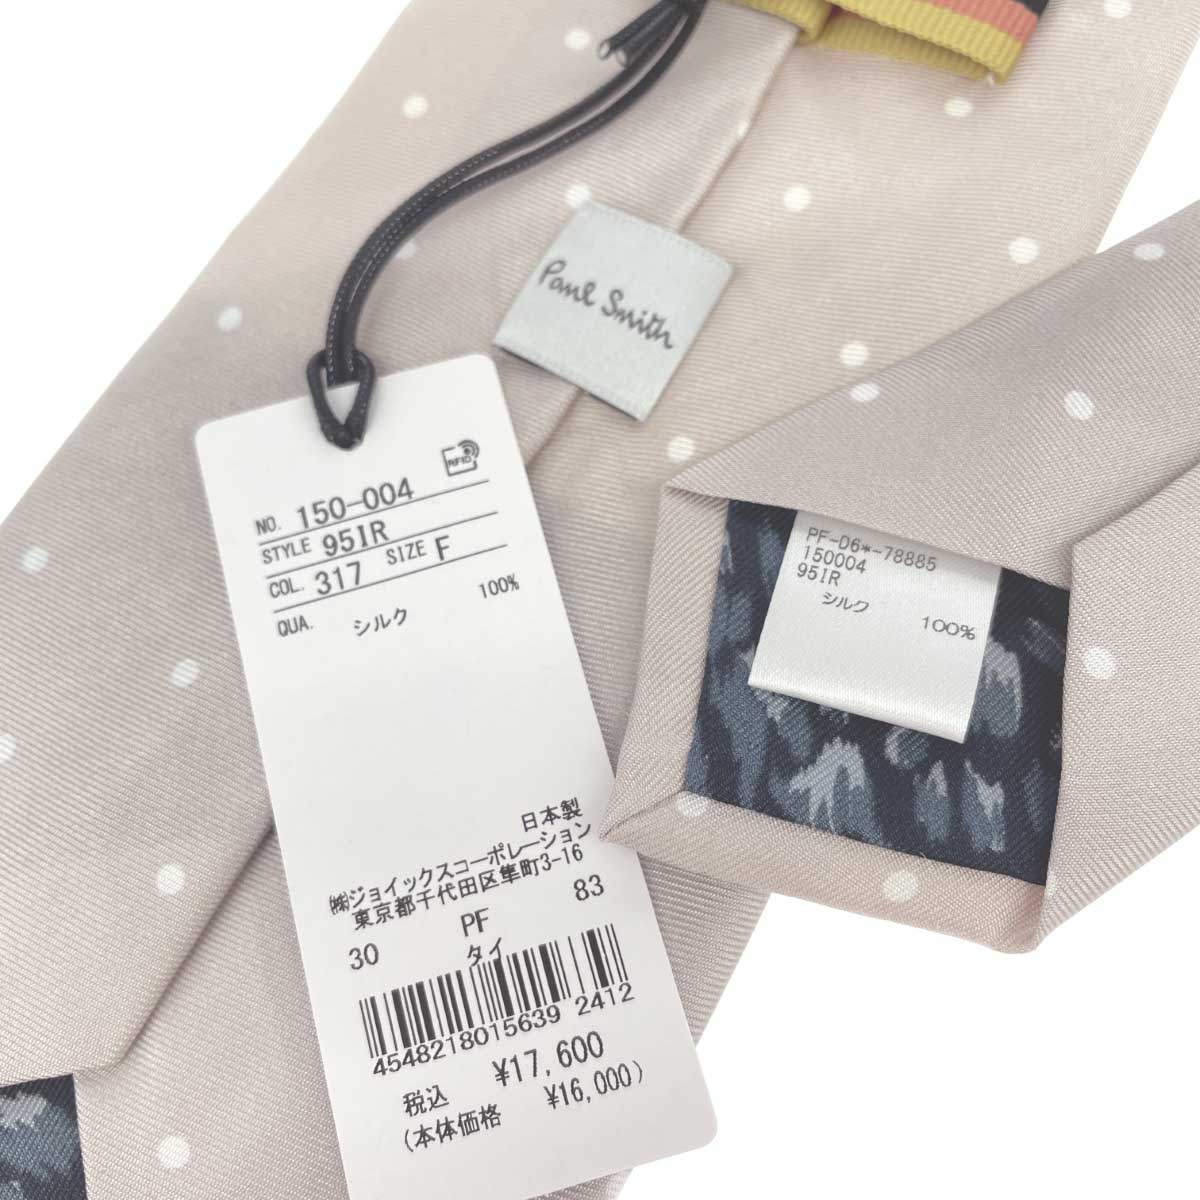 Paul Smith
RFID
NO. 150-004
STYLE 95IR
COL. 317 SIZE F
QUA. シルク 100%
日本製
㈱ジョイックスコーポレーション
東京都千代田区隼町3-16
30 PF 83
タイ
4548218015639 2412
税込 ¥17,600
(本体価格 ¥16,000)
PF-06*-78885
150004
95IR
シルク 100%